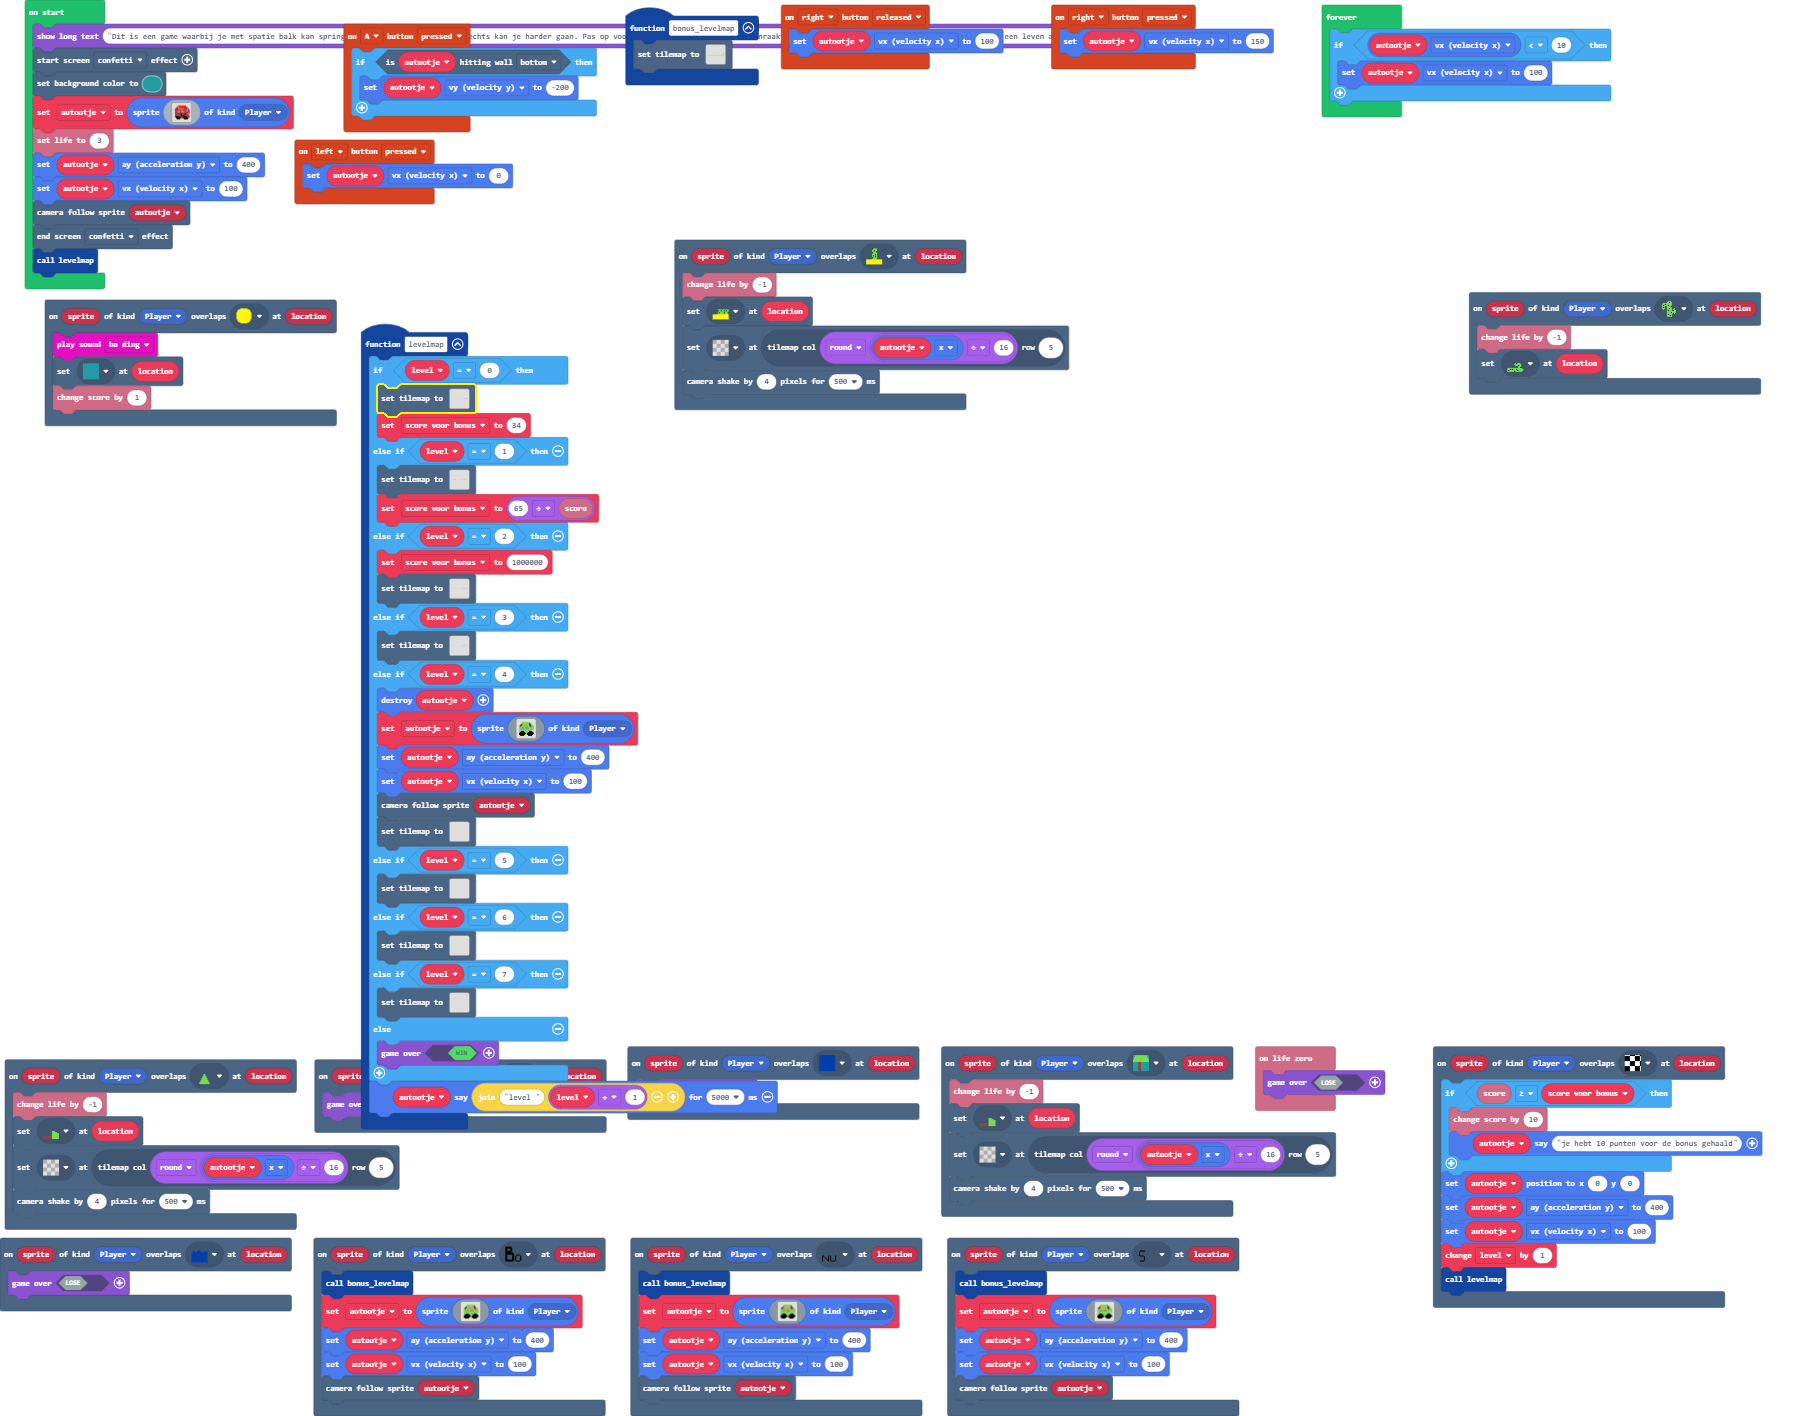 on start
show long text "Dit is een game waarbij je met spatie balk kan spring
chts kan je harder gaan. Pas op voo
nraak
een leven a
start screen confetti effect
set background color to
set autootje to sprite of kind Player
set life to 3
set autootje ay (acceleration y) to 400
set autootje vx (velocity x) to 100
camera follow sprite autootje
end screen confetti effect
call levelmap
on A button pressed
if is autootje hitting wall bottom then
set autootje vy (velocity y) to -200
on left button pressed
set autootje vx (velocity x) to 0
function bonus_levelmap
set tilemap to
on right button released
set autootje vx (velocity x) to 100
on right button pressed
set autootje vx (velocity x) to 150
forever
if autootje vx (velocity x) < 10 then
set autootje vx (velocity x) to 100
on sprite of kind Player overlaps at location
play sound ba ding
set at location
change score by 1
on sprite of kind Player overlaps at location
change life by -1
set at location
set at tilemap col round autootje x ÷ 16 row 5
camera shake by 4 pixels for 500 ms
on sprite of kind Player overlaps at location
change life by -1
set at location
function levelmap
if level = 0 then
set tilemap to
set score voor bonus to 34
else if level = 1 then
set tilemap to
set score voor bonus to 65 ÷ score
else if level = 2 then
set score voor bonus to 1000000
set tilemap to
else if level = 3 then
set tilemap to
else if level = 4 then
destroy autootje
set autootje to sprite of kind Player
set autootje ay (acceleration y) to 400
set autootje vx (velocity x) to 100
camera follow sprite autootje
set tilemap to
else if level = 5 then
set tilemap to
else if level = 6 then
set tilemap to
else if level = 7 then
set tilemap to
else
game over WIN
autootje say join "level " level + 1 for 5000 ms
on sprite of kind Player overlaps at location
change life by -1
set at location
set at tilemap col round autootje x ÷ 16 row 5
camera shake by 4 pixels for 500 ms
on sprit
cation
game ove
on sprite of kind Player overlaps at location
on sprite of kind Player overlaps at location
change life by -1
set at location
set at tilemap col round autootje x ÷ 16 row 5
camera shake by 4 pixels for 500 ms
on life zero
game over LOSE
on sprite of kind Player overlaps at location
if score ≥ score voor bonus then
change score by 10
autootje say "je hebt 10 punten voor de bonus gehaald"
set autootje position to x 0 y 0
set autootje ay (acceleration y) to 400
set autootje vx (velocity x) to 100
change level by 1
call levelmap
on sprite of kind Player overlaps at location
game over LOSE
on sprite of kind Player overlaps Bo at location
call bonus_levelmap
set autootje to sprite of kind Player
set autootje ay (acceleration y) to 400
set autootje vx (velocity x) to 100
camera follow sprite autootje
on sprite of kind Player overlaps NU at location
call bonus_levelmap
set autootje to sprite of kind Player
set autootje ay (acceleration y) to 400
set autootje vx (velocity x) to 100
camera follow sprite autootje
on sprite of kind Player overlaps S at location
call bonus_levelmap
set autootje to sprite of kind Player
set autootje ay (acceleration y) to 400
set autootje vx (velocity x) to 100
camera follow sprite autootje